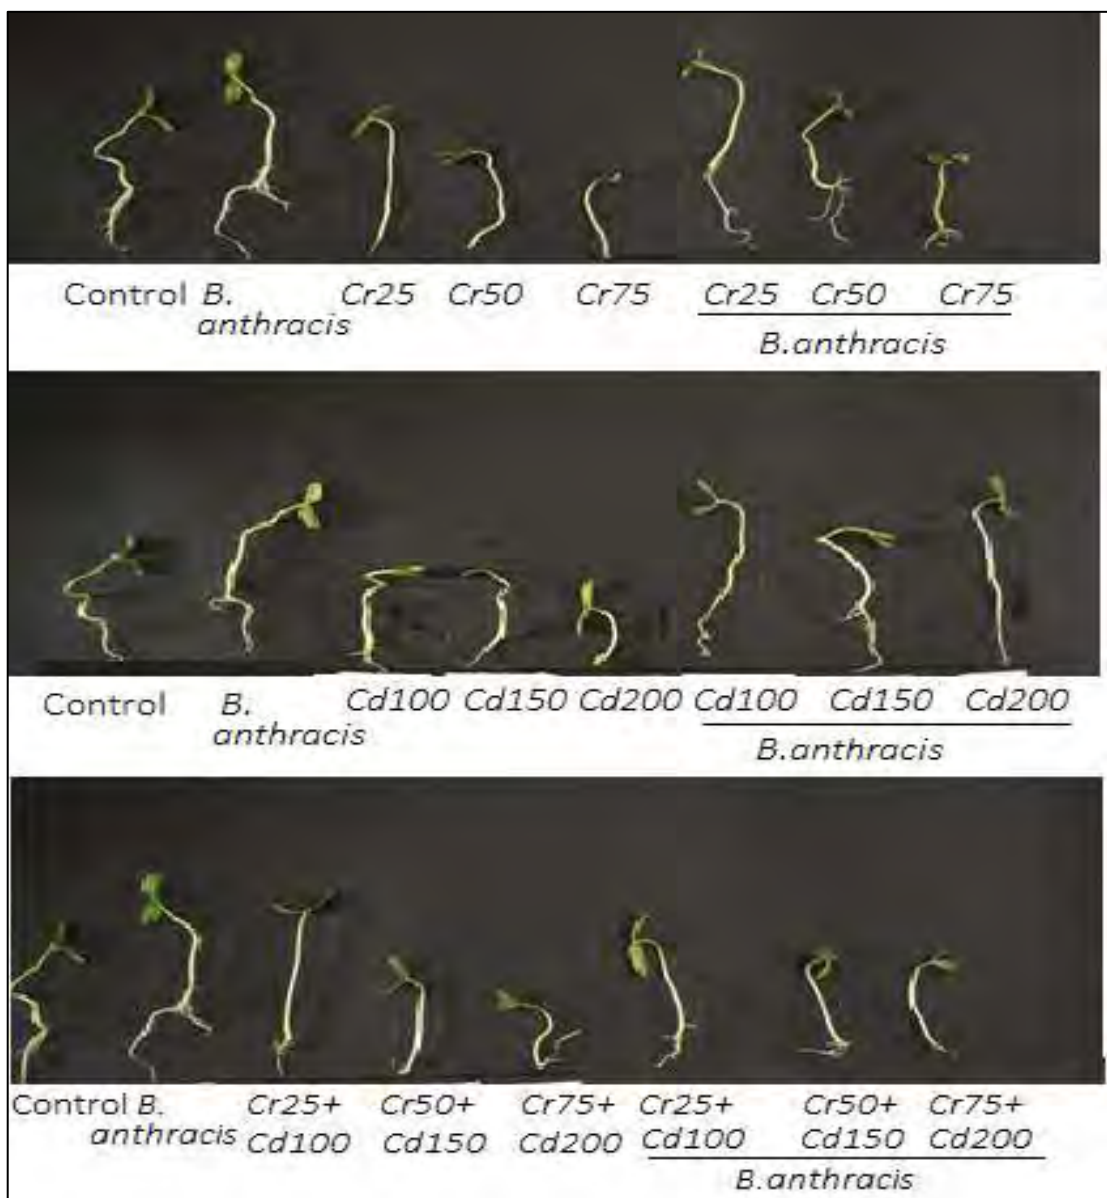 Control B. Cr25 Cr50 Cr75 Cr25 Cr50 Cr75
anthracis
B.anthracis
Control B. Cd100 Cd150 Cd200 Cd100 Cd150 Cd200
anthracis
B.anthracis
Control B. Cr25+ Cr50+ Cr75+ Cr25+ Cr50+ Cr75+
anthracis Cd100 Cd150 Cd200 Cd100 Cd150 Cd200
B.anthracis